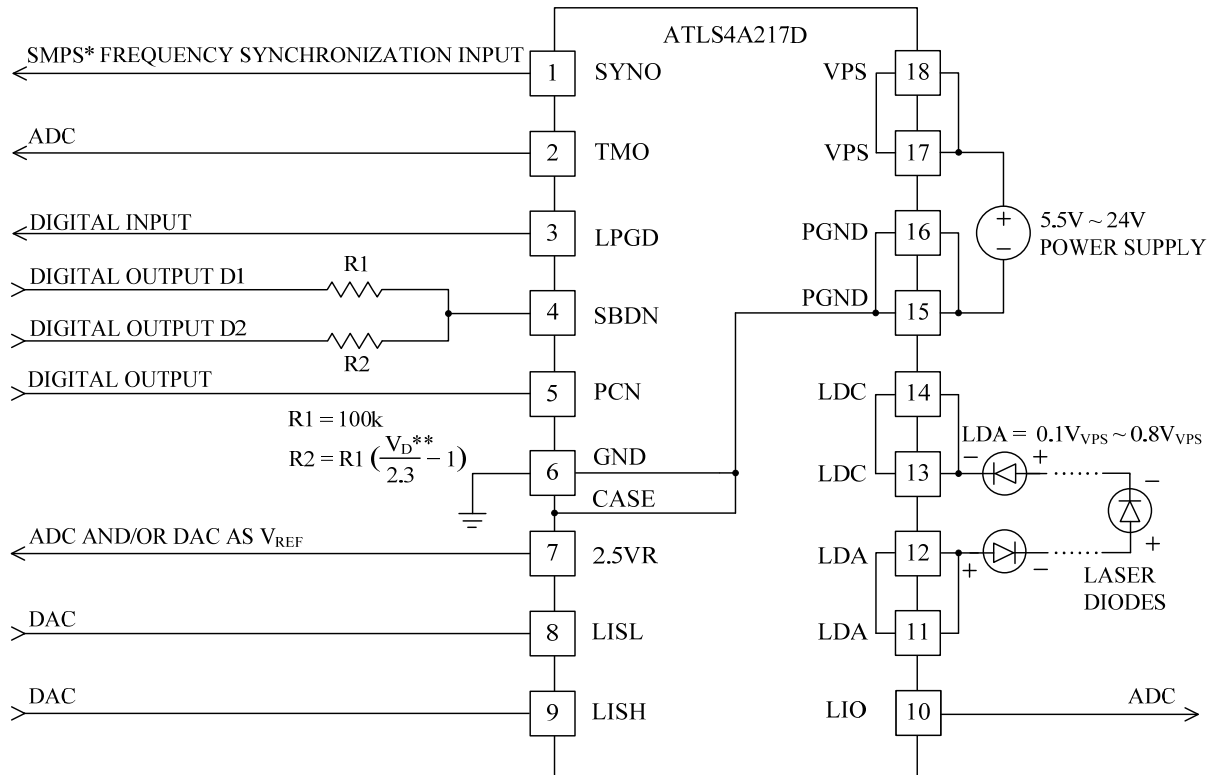 ATLS4A217D
SMPS* FREQUENCY SYNCHRONIZATION INPUT
1 SYNO
ADC
2 TMO
DIGITAL INPUT
3 LPGD
DIGITAL OUTPUT D1
R1
4 SBDN
DIGITAL OUTPUT D2
R2
DIGITAL OUTPUT
5 PCN
R1 = 100k
R2 = R1 (V_D** / 2.3 − 1)
6 GND
CASE
ADC AND/OR DAC AS V_REF
7 2.5VR
DAC
8 LISL
DAC
9 LISH
VPS 18
VPS 17
+
−
5.5V ~ 24V
POWER SUPPLY
PGND 16
PGND 15
LDC 14
LDA = 0.1V_VPS ~ 0.8V_VPS
LDC 13
− +
−
+
LDA 12
+ −
LASER
DIODES
LDA 11
LIO 10
ADC